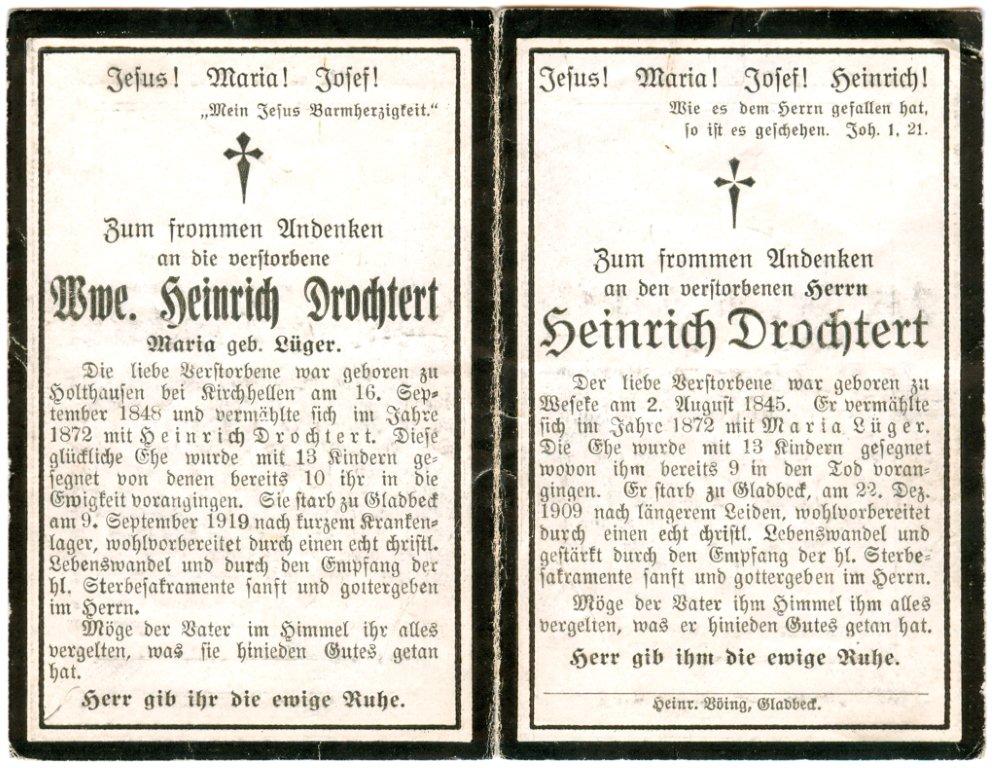 Jesus! Maria! Josef!
„Mein Jesus Barmherzigkeit.“
Zum frommen Andenken
an die verstorbene
Wwe. Heinrich Drochtert
Maria geb. Lüger.
Die liebe Verstorbene war geboren zu
Holthausen bei Kirchhellen am 16. Sep-
tember 1848 und vermählte sich im Jahre
1872 mit Heinrich Drochtert. Diese
glückliche Ehe wurde mit 13 Kindern ge-
segnet von denen bereits 10 ihr in die
Ewigkeit vorangingen. Sie starb zu Gladbeck
am 9. September 1919 nach kurzem Kranken-
lager, wohlvorbereitet durch einen echt christl.
Lebenswandel und durch den Empfang der
hl. Sterbesakramente sanft und gottergeben
im Herrn.
Möge der Vater im Himmel ihr alles
vergelten, was sie hinieden Gutes getan
hat.
Herr gib ihr die ewige Ruhe.
Jesus! Maria! Josef! Heinrich!
Wie es dem Herrn gefallen hat,
so ist es geschehen. Joh. 1, 21.
Zum frommen Andenken
an den verstorbenen Herrn
Heinrich Drochtert
Der liebe Verstorbene war geboren zu
Weseke am 2. August 1845. Er vermählte
sich im Jahre 1872 mit Maria Lüger.
Die Ehe wurde mit 13 Kindern gesegnet
wovon ihm bereits 9 in den Tod voran-
gingen. Er starb zu Gladbeck, am 22. Dez.
1909 nach längerem Leiden, wohlvorbereitet
durch einen echt christl. Lebenswandel und
gestärkt durch den Empfang der hl. Sterbe-
sakramente sanft und gottergeben im Herrn.
Möge der Vater ihm Himmel ihm alles
vergelten, was er hinieden Gutes getan hat.
Herr gib ihm die ewige Ruhe.
Heinr. Böing, Gladbeck.